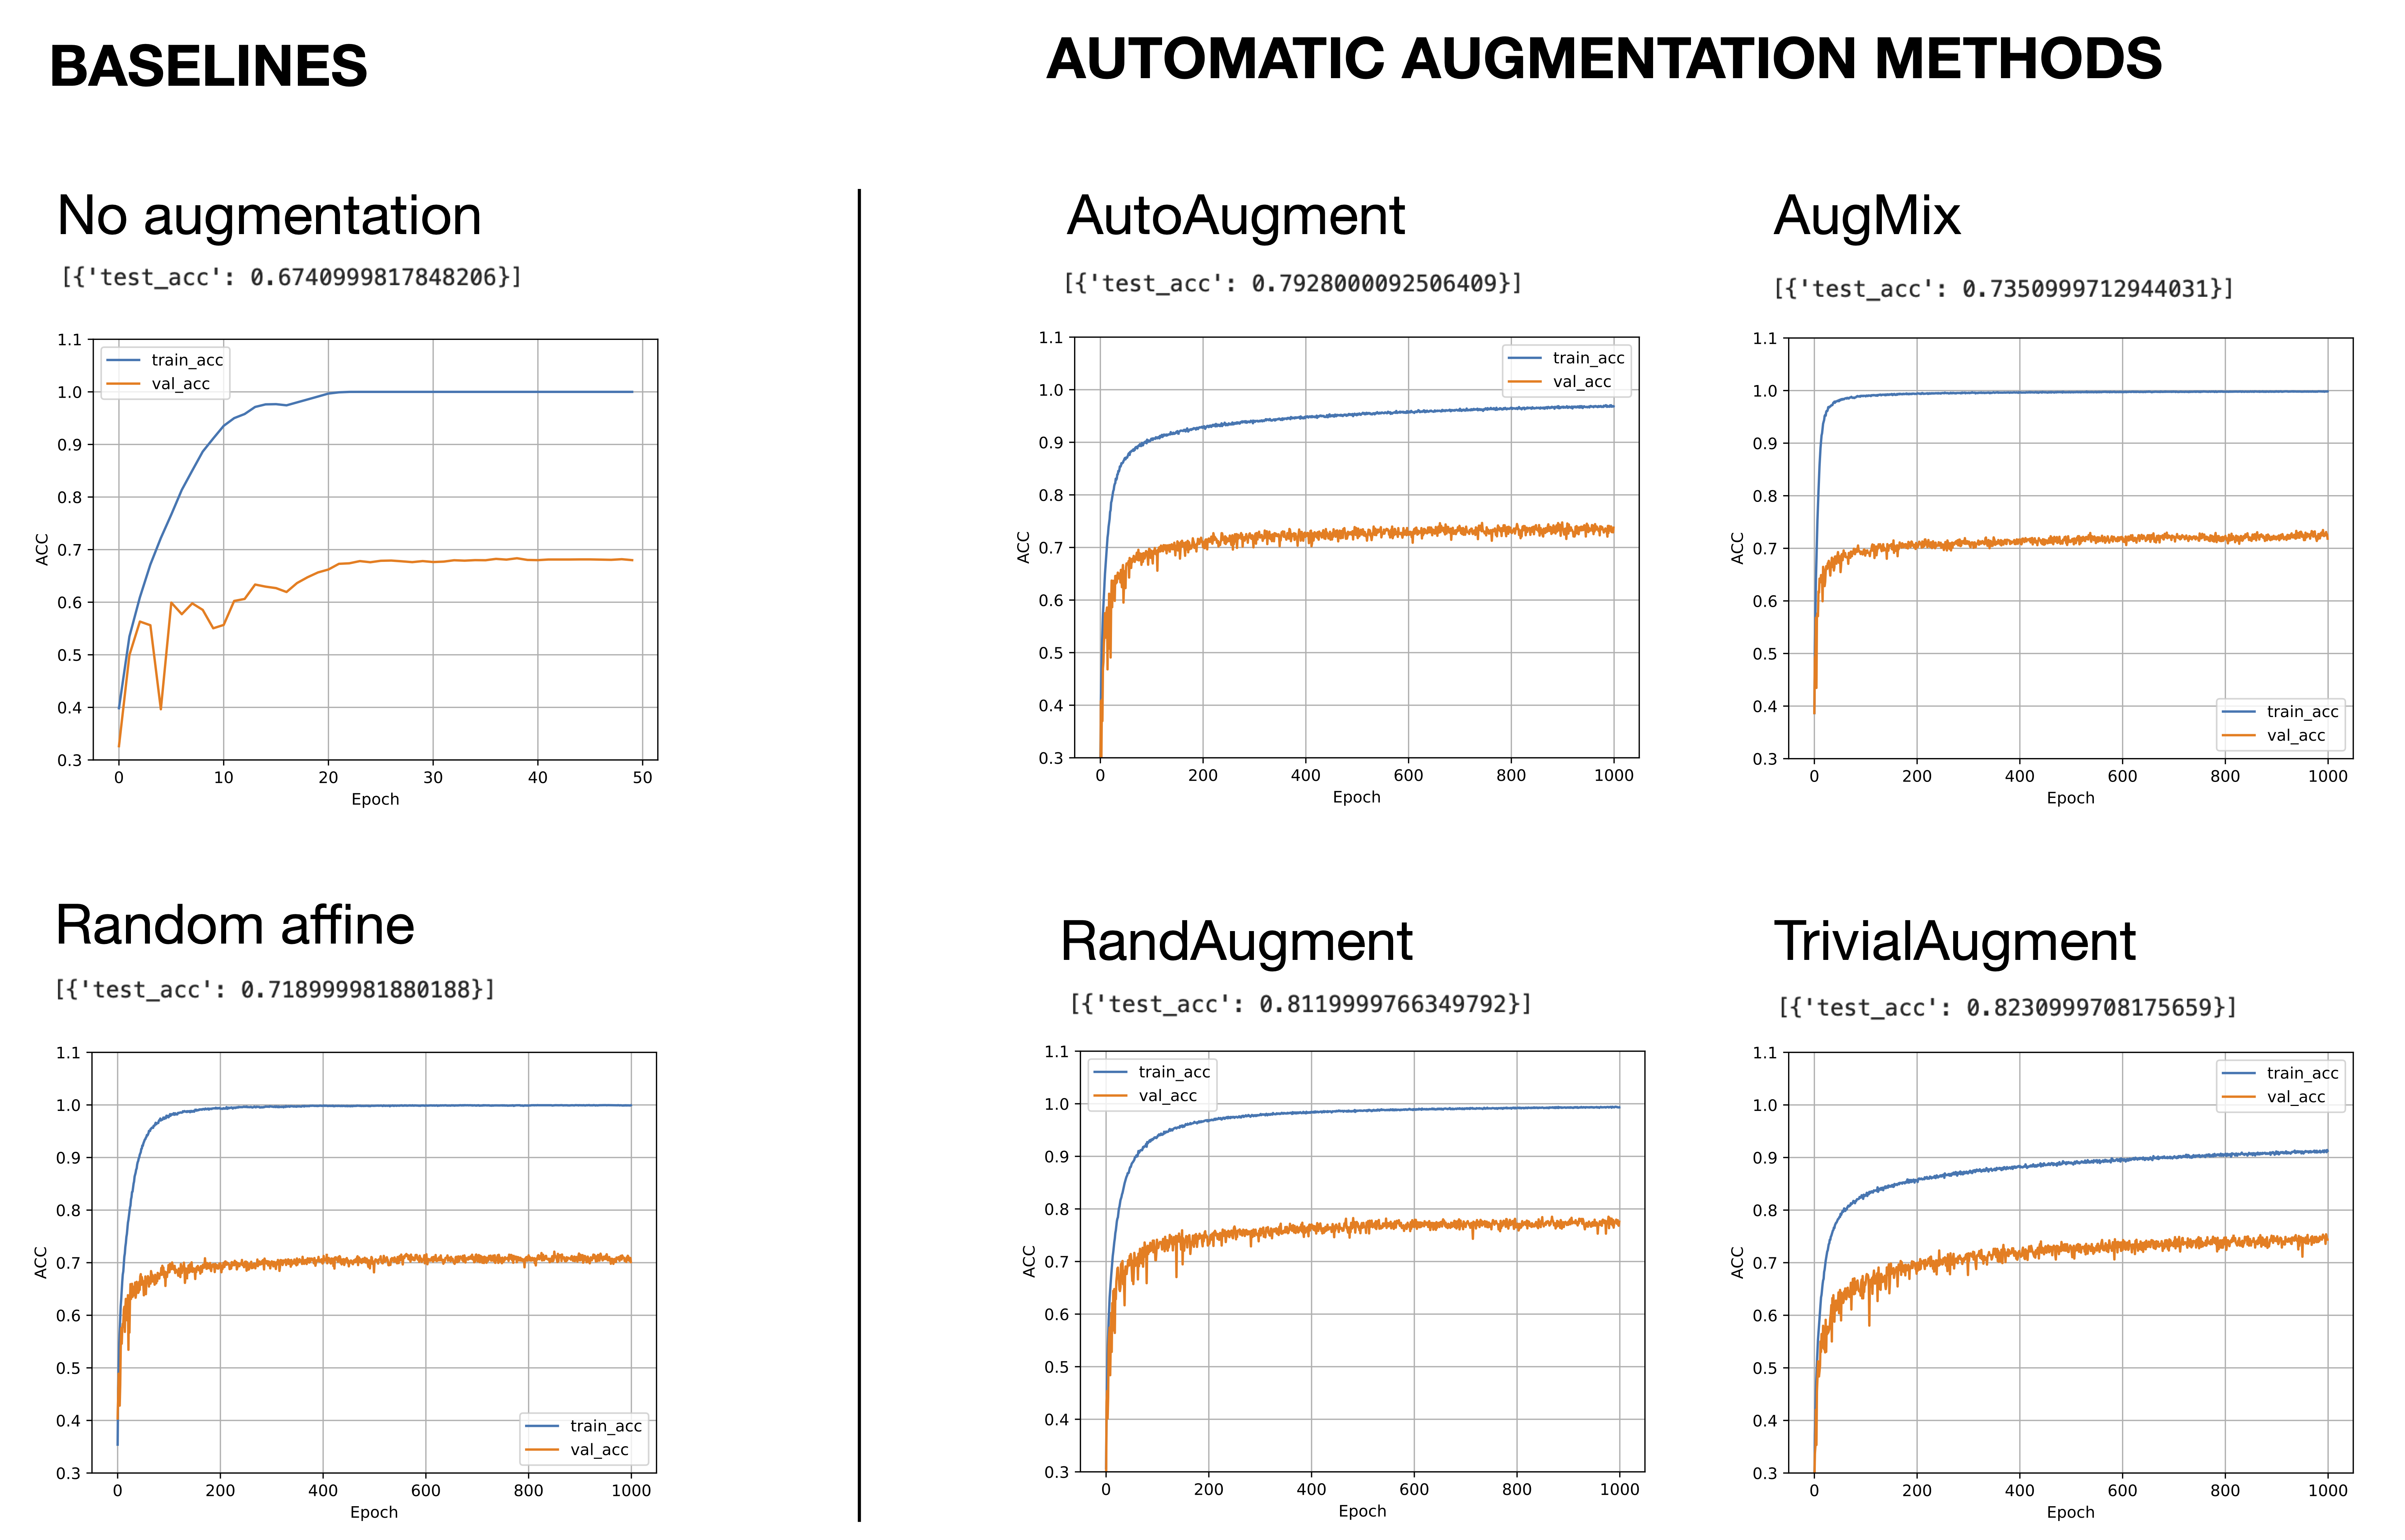 BASELINES
AUTOMATIC AUGMENTATION METHODS
No augmentation
[{'test_acc': 0.6740999817848206}]
1.1
1.0
0.9
0.8
0.7
0.6
0.5
0.4
0.3
ACC
train_acc
val_acc
0 10 20 30 40 50
Epoch
AutoAugment
[{'test_acc': 0.7928000092506409}]
1.1
1.0
0.9
0.8
0.7
0.6
0.5
0.4
0.3
ACC
train_acc
val_acc
0 200 400 600 800 1000
Epoch
AugMix
[{'test_acc': 0.7350999712944031}]
1.1
1.0
0.9
0.8
0.7
0.6
0.5
0.4
0.3
ACC
train_acc
val_acc
0 200 400 600 800 1000
Epoch
Random affine
[{'test_acc': 0.718999981880188}]
1.1
1.0
0.9
0.8
0.7
0.6
0.5
0.4
0.3
ACC
train_acc
val_acc
0 200 400 600 800 1000
Epoch
RandAugment
[{'test_acc': 0.8119999766349792}]
1.1
1.0
0.9
0.8
0.7
0.6
0.5
0.4
0.3
ACC
train_acc
val_acc
0 200 400 600 800 1000
Epoch
TrivialAugment
[{'test_acc': 0.8230999708175659}]
1.1
1.0
0.9
0.8
0.7
0.6
0.5
0.4
0.3
ACC
train_acc
val_acc
0 200 400 600 800 1000
Epoch